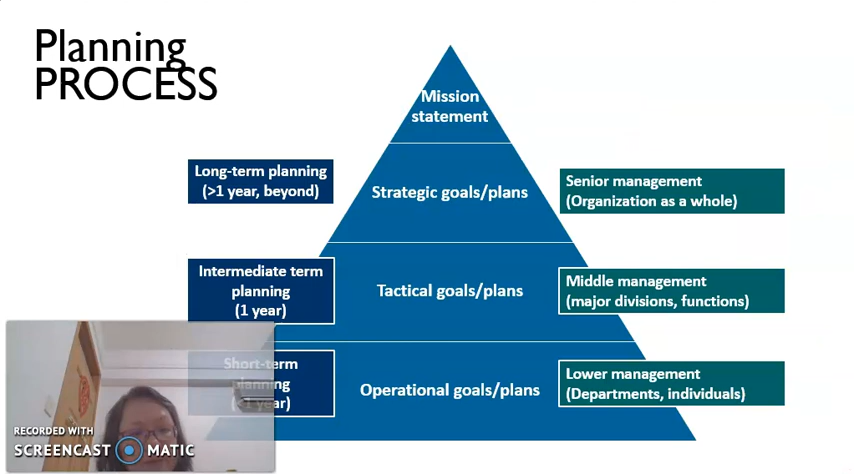 Planning
PROCESS
Mission
statement
Long-term planning
(>1 year, beyond)
Strategic goals/plans
Senior management
(Organization as a whole)
Intermediate term
planning
(1 year)
Tactical goals/plans
Middle management
(major divisions, functions)
Short-term
planning
(<1 year)
Operational goals/plans
Lower management
(Departments, individuals)
RECORDED WITH
SCREENCAST MATIC